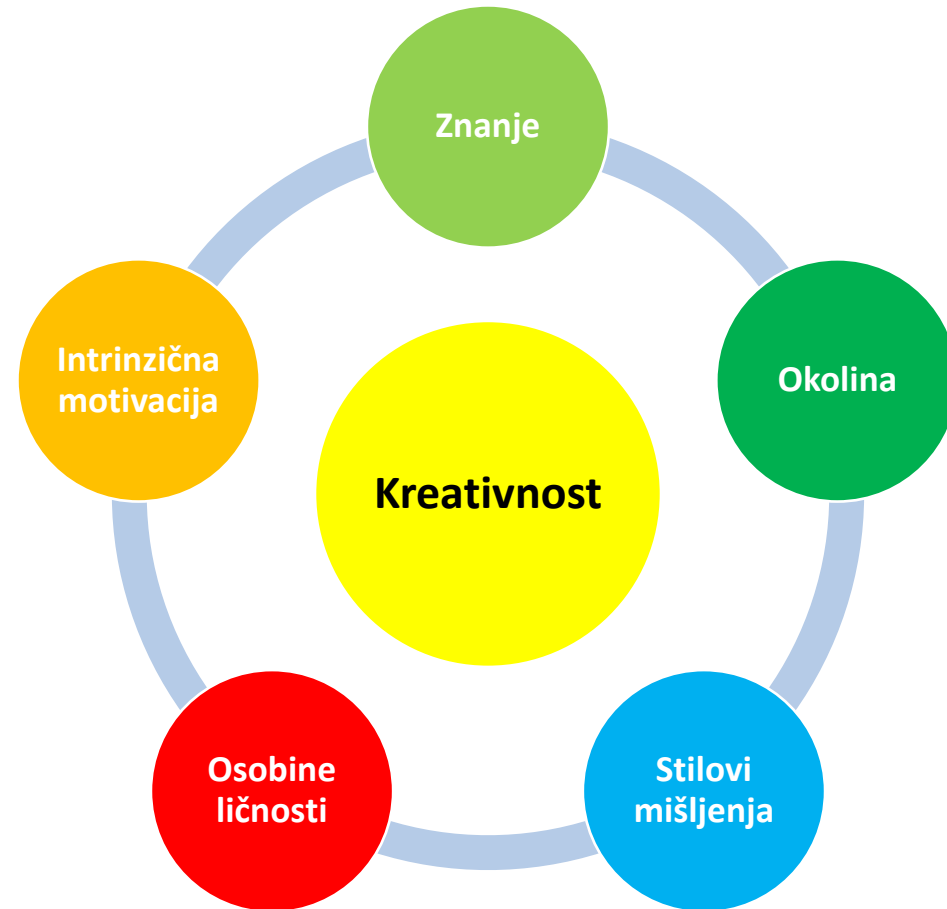 Znanje
Intrinzična
motivacija
Okolina
Kreativnost
Osobine
ličnosti
Stilovi
mišljenja